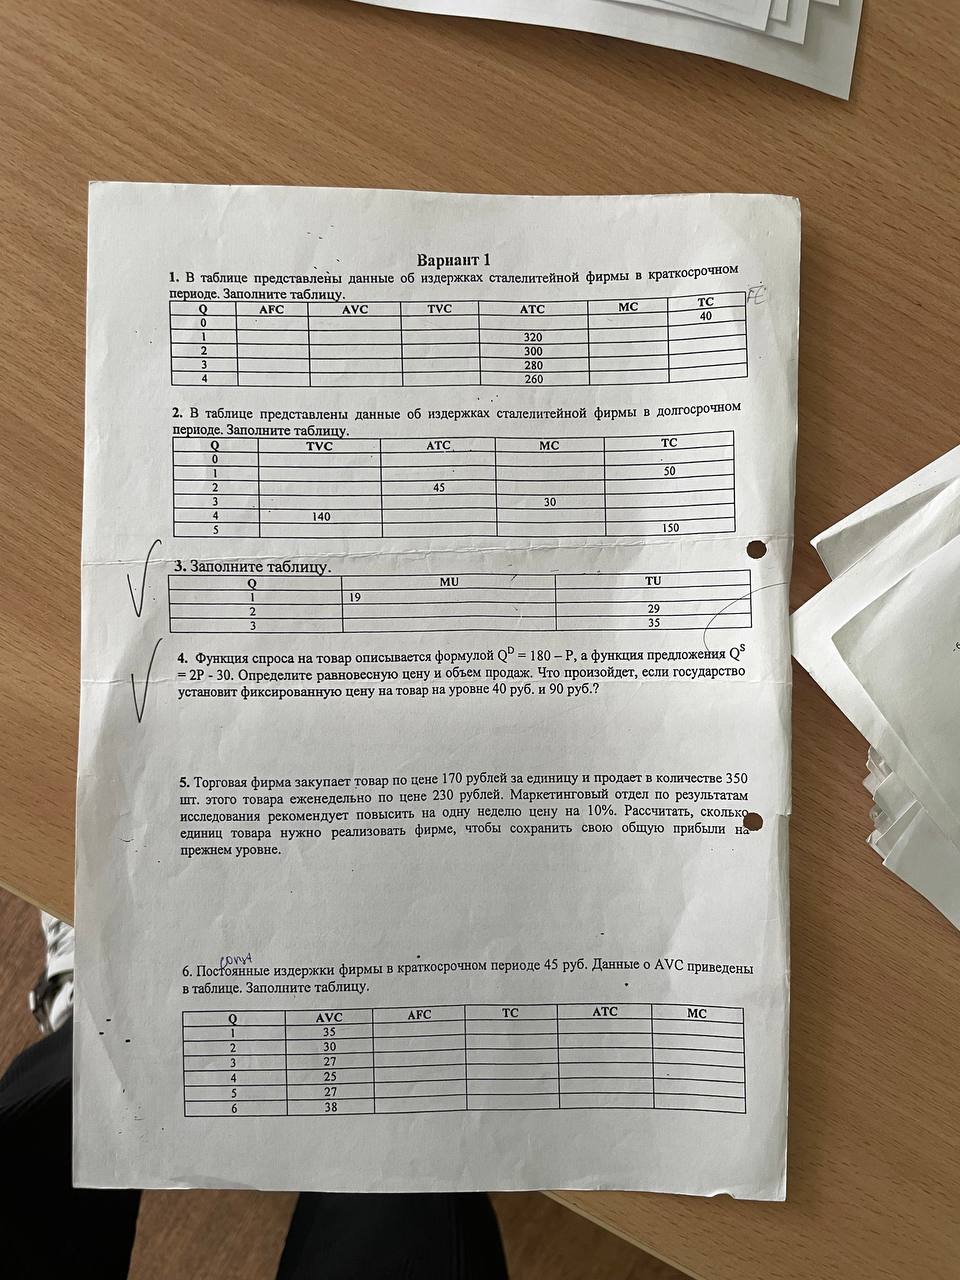 Вариант 1
1. В таблице представлены данные об издержках сталелитейной фирмы в краткосрочном
периоде. Заполните таблицу.
Q AFC AVC TVC ATC MC TC
0 40
1 320
2 300
3 280
4 260
2. В таблице представлены данные об издержках сталелитейной фирмы в долгосрочном
периоде. Заполните таблицу.
Q TVC ATC MC TC
0
1 50
2 45
3 30
4 140
5 150
3. Заполните таблицу.
Q MU TU
1 19
2 29
3 35
4. Функция спроса на товар описывается формулой Q^D = 180 – P, а функция предложения Q^S
= 2P - 30. Определите равновесную цену и объем продаж. Что произойдет, если государство
установит фиксированную цену на товар на уровне 40 руб. и 90 руб.?
5. Торговая фирма закупает товар по цене 170 рублей за единицу и продает в количестве 350
шт. этого товара еженедельно по цене 230 рублей. Маркетинговый отдел по результатам
исследования рекомендует повысить на одну неделю цену на 10%. Рассчитать, сколько
единиц товара нужно реализовать фирме, чтобы сохранить свою общую прибыли на
прежнем уровне.
const
6. Постоянные издержки фирмы в краткосрочном периоде 45 руб. Данные о AVC приведены
в таблице. Заполните таблицу.
Q AVC AFC TC ATC MC
1 35
2 30
3 27
4 25
5 27
6 38